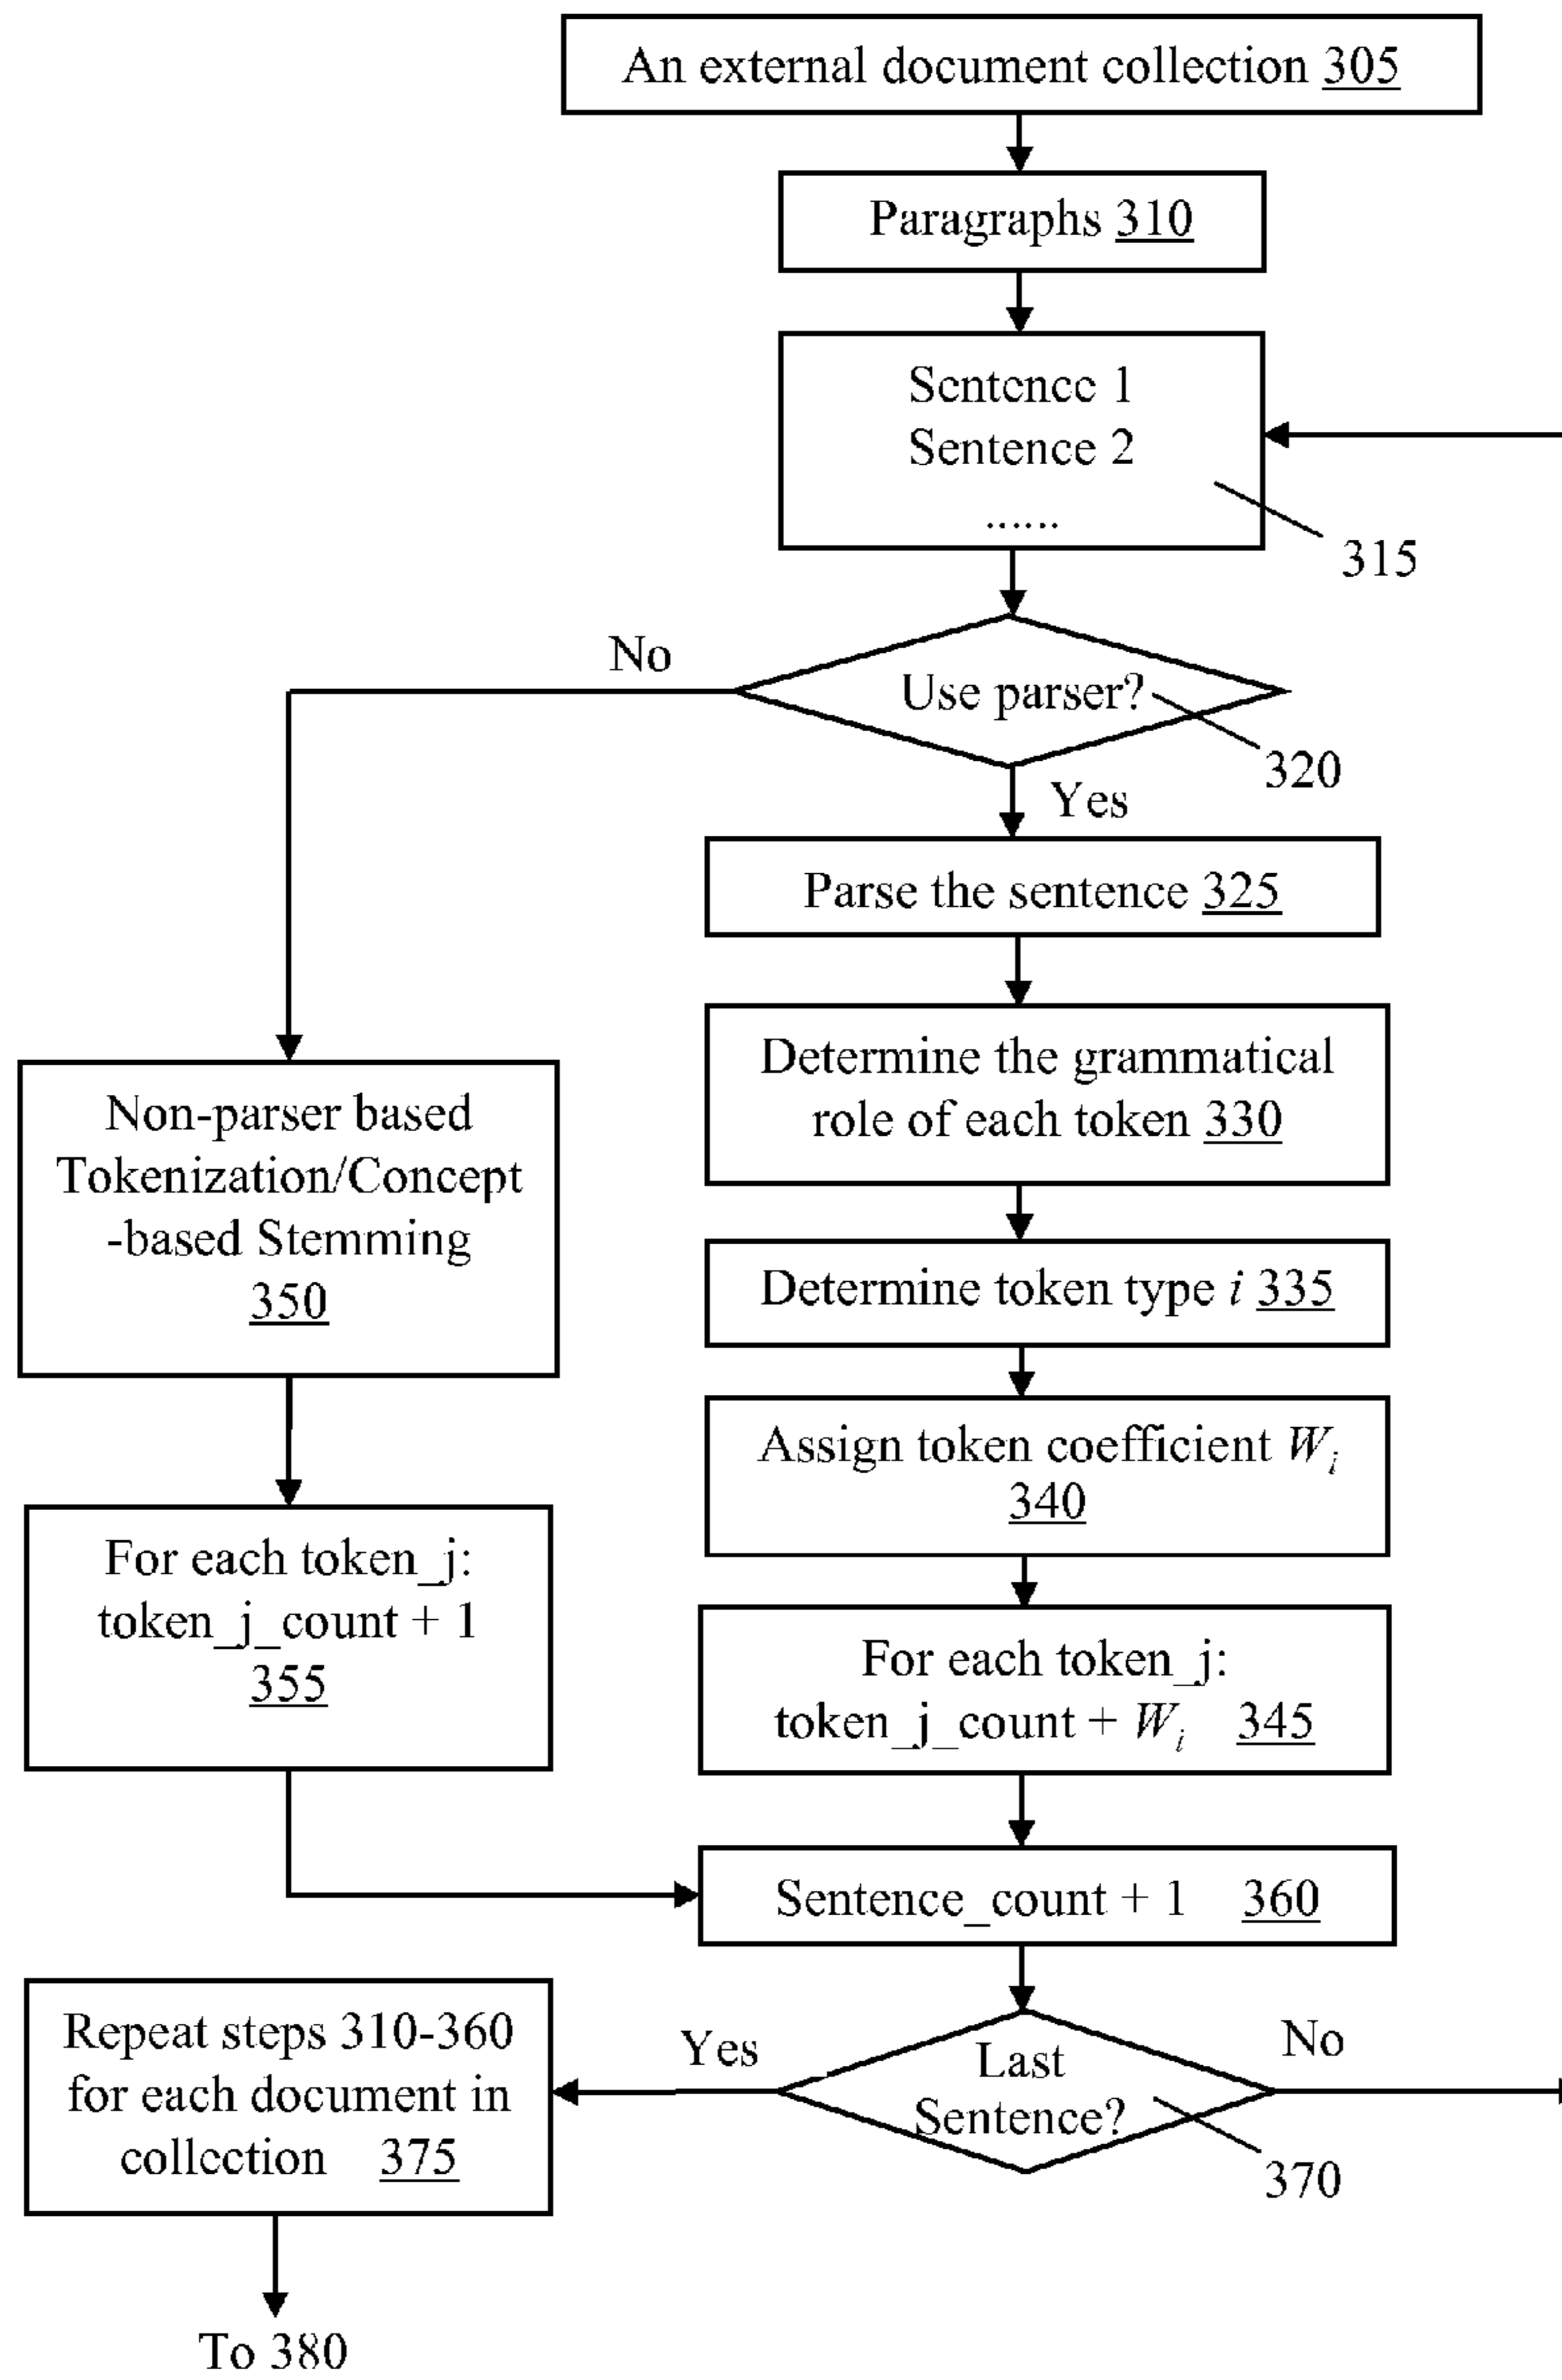 An external document collection 305
Paragraphs 310
Sentence 1
Sentence 2
......
315
No
Use parser?
320
Yes
Parse the sentence 325
Determine the grammatical
role of each token 330
Non-parser based
Tokenization/Concept
-based Stemming
350
Determine token type i 335
Assign token coefficient Wi
340
For each token_j:
token_j_count + 1
355
For each token_j:
token_j_count + Wi 345
Sentence_count + 1 360
Repeat steps 310-360
for each document in
collection 375
Yes
Last
Sentence?
No
370
To 380